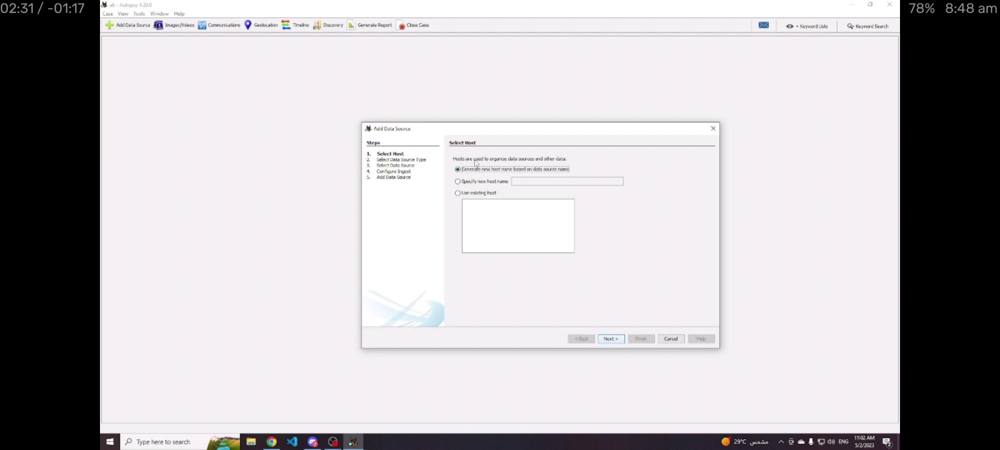 02:31 / -01:17
78% 8:48 am
ab - Autopsy 4.20.0
Case View Tools Window Help
Add Data Source Images/Videos Communications Geolocation Timeline Discovery Generate Report Close Case Keyword Lists Keyword Search
Add Data Source
Steps
1. Select Host
2. Select Data Source Type
3. Select Data Source
4. Configure Ingest
5. Add Data Source
Select Host
Hosts are used to organize data sources and other data.
Generate new host name based on data source name
Specify new host name
Use existing host
< Back Next > Finish Cancel Help
Type here to search
29°C مشمس ENG
11:02 AM
5/2/2023
2